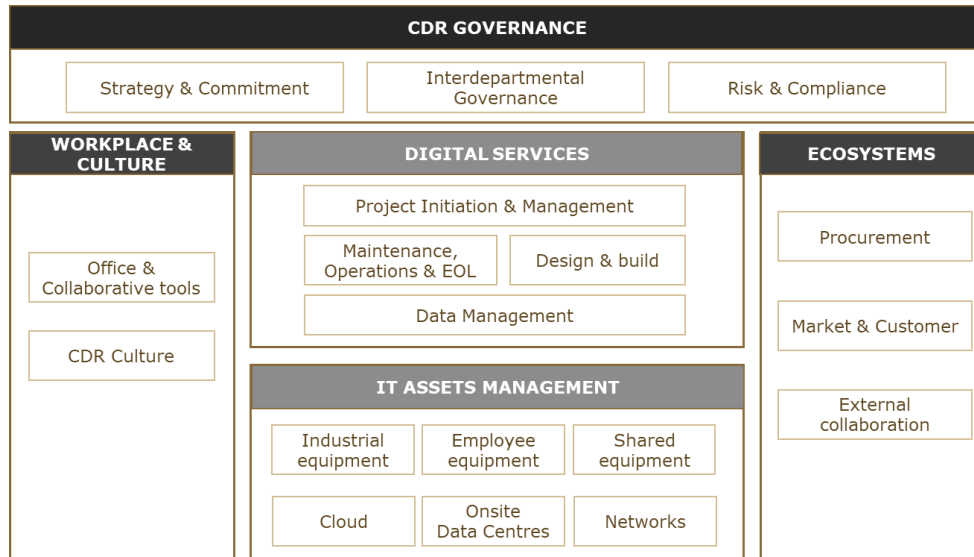 CDR GOVERNANCE
Strategy & Commitment
Interdepartmental
Governance
Risk & Compliance
WORKPLACE &
CULTURE
Office &
Collaborative tools
CDR Culture
DIGITAL SERVICES
Project Initiation & Management
Maintenance,
Operations & EOL
Design & build
Data Management
IT ASSETS MANAGEMENT
Industrial
equipment
Employee
equipment
Shared
equipment
Cloud
Onsite
Data Centres
Networks
ECOSYSTEMS
Procurement
Market & Customer
External
collaboration